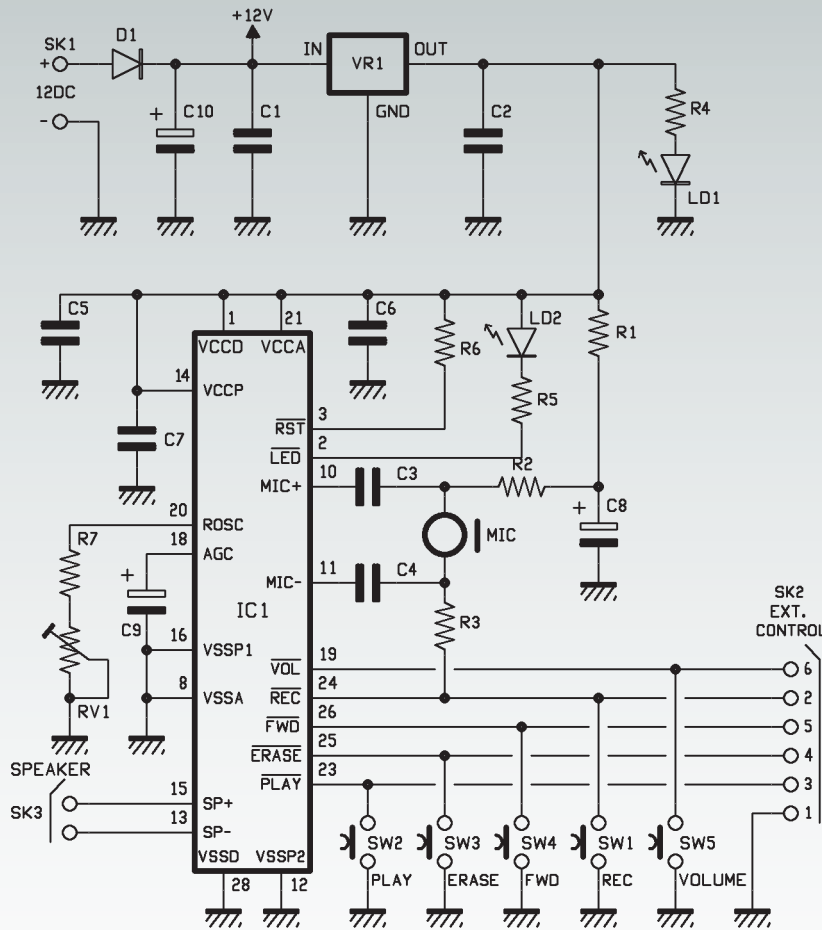 +12V
SK1
D1
IN
VR1
OUT
+
12DC
-
+
C10
C1
GND
C2
R4
LD1
C5
1
21
C6
LD2
R1
VCCD
VCCA
R6
14
VCCP
R5
C7
3
RST
2
LED
R2
10
MIC+
C3
+
C8
20
ROSC
MIC
R7
18
AGC
+
11
MIC-
C4
IC1
R3
SK2
EXT.
CONTROL
C9
16
VSSP1
19
VOL
6
8
VSSA
24
REC
2
RV1
26
FWD
5
25
ERASE
4
SPEAKER
23
PLAY
3
15
SP+
1
SK3
13
SP-
SW2
SW3
SW4
SW1
SW5
VSSD
VSSP2
PLAY
ERASE
FWD
REC
VOLUME
28
12